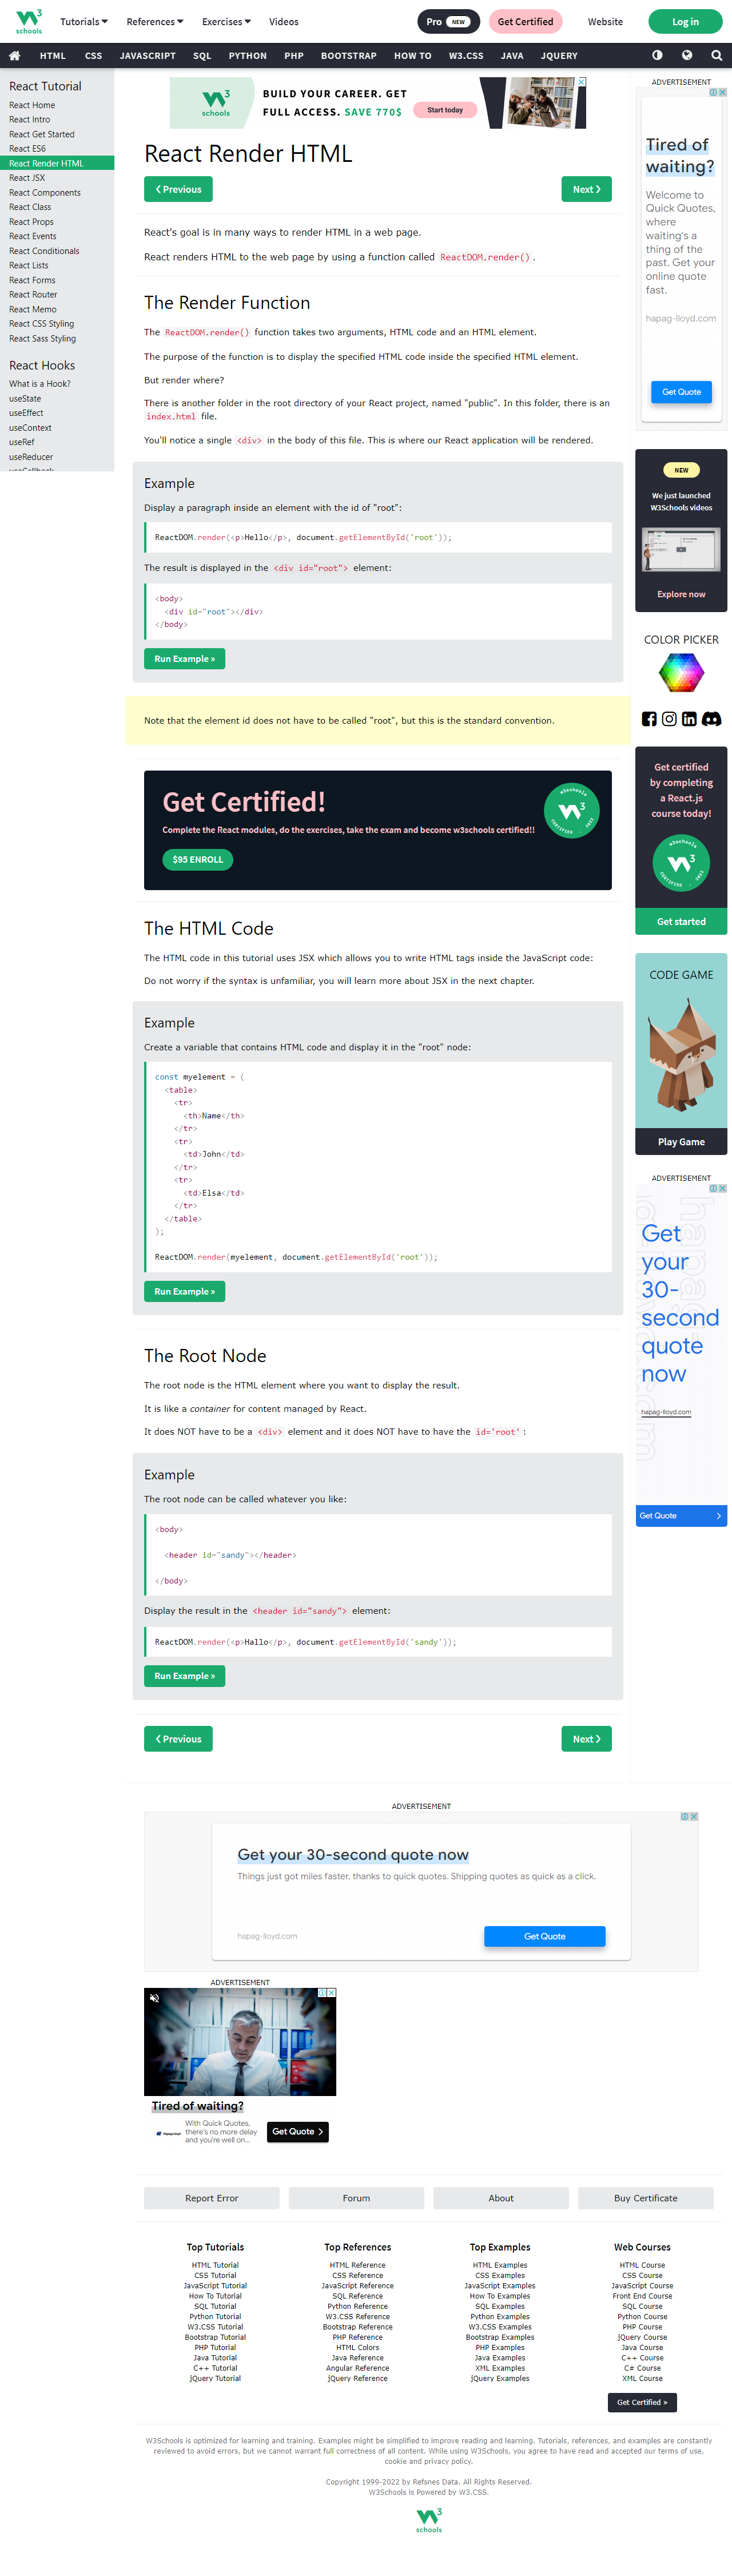 3
schools
Tutorials References Exercises Videos Pro NEW Get Certified Website Log in
HTML CSS JAVASCRIPT SQL PYTHON PHP BOOTSTRAP HOW TO W3.CSS JAVA JQUERY
React Tutorial
React Home
React Intro
React Get Started
React ES6
React Render HTML
React JSX
React Components
React Class
React Props
React Events
React Conditionals
React Lists
React Forms
React Router
React Memo
React CSS Styling
React Sass Styling
React Hooks
What is a Hook?
useState
useEffect
useContext
useRef
useReducer
useCallback
3
schools
BUILD YOUR CAREER. GET
FULL ACCESS. SAVE 770$
Start today
React Render HTML
❮ Previous Next ❯
React's goal is in many ways to render HTML in a web page.
React renders HTML to the web page by using a function called ReactDOM.render().
The Render Function
The ReactDOM.render() function takes two arguments, HTML code and an HTML element.
The purpose of the function is to display the specified HTML code inside the specified HTML element.
But render where?
There is another folder in the root directory of your React project, named "public". In this folder, there is an
index.html file.
You'll notice a single <div> in the body of this file. This is where our React application will be rendered.
Example
Display a paragraph inside an element with the id of "root":
ReactDOM.render(<p>Hello</p>, document.getElementById('root'));
The result is displayed in the <div id="root"> element:
<body>
<div id="root"></div>
</body>
Run Example »
Note that the element id does not have to be called "root", but this is the standard convention.
Get Certified!
Complete the React modules, do the exercises, take the exam and become w3schools certified!!
$95 ENROLL
w3schools
3
CERTIFIED . 2022
The HTML Code
The HTML code in this tutorial uses JSX which allows you to write HTML tags inside the JavaScript code:
Do not worry if the syntax is unfamiliar, you will learn more about JSX in the next chapter.
Example
Create a variable that contains HTML code and display it in the "root" node:
const myelement = (
<table>
<tr>
<th>Name</th>
</tr>
<tr>
<td>John</td>
</tr>
<tr>
<td>Elsa</td>
</tr>
</table>
);
ReactDOM.render(myelement, document.getElementById('root'));
Run Example »
The Root Node
The root node is the HTML element where you want to display the result.
It is like a container for content managed by React.
It does NOT have to be a <div> element and it does NOT have to have the id='root':
Example
The root node can be called whatever you like:
<body>
<header id="sandy"></header>
</body>
Display the result in the <header id="sandy"> element:
ReactDOM.render(<p>Hallo</p>, document.getElementById('sandy'));
Run Example »
❮ Previous Next ❯
ADVERTISEMENT
Tired of
waiting?
Welcome to
Quick Quotes,
where
waiting's a
thing of the
past. Get your
online quote
fast.
hapag-lloyd.com
Get Quote
NEW
We just launched
W3Schools videos
Explore now
COLOR PICKER
Get certified
by completing
a React.js
course today!
w3schools
3
CERTIFIED . 2022
Get started
CODE GAME
Play Game
ADVERTISEMENT
Get
your
30-
second
quote
now
hapag-lloyd.com
Get Quote
ADVERTISEMENT
Get your 30-second quote now
Things just got miles faster, thanks to quick quotes. Shipping quotes as quick as a click.
hapag-lloyd.com
Get Quote
ADVERTISEMENT
Tired of waiting?
Hapag-Lloyd
With Quick Quotes,
there's no more delay
and you're well on...
Get Quote
Report Error Forum About Buy Certificate
Top Tutorials
HTML Tutorial
CSS Tutorial
JavaScript Tutorial
How To Tutorial
SQL Tutorial
Python Tutorial
W3.CSS Tutorial
Bootstrap Tutorial
PHP Tutorial
Java Tutorial
C++ Tutorial
jQuery Tutorial
Top References
HTML Reference
CSS Reference
JavaScript Reference
SQL Reference
Python Reference
W3.CSS Reference
Bootstrap Reference
PHP Reference
HTML Colors
Java Reference
Angular Reference
jQuery Reference
Top Examples
HTML Examples
CSS Examples
JavaScript Examples
How To Examples
SQL Examples
Python Examples
W3.CSS Examples
Bootstrap Examples
PHP Examples
Java Examples
XML Examples
jQuery Examples
Web Courses
HTML Course
CSS Course
JavaScript Course
Front End Course
SQL Course
Python Course
PHP Course
jQuery Course
Java Course
C++ Course
C# Course
XML Course
Get Certified »
W3Schools is optimized for learning and training. Examples might be simplified to improve reading and learning. Tutorials, references, and examples are constantly
reviewed to avoid errors, but we cannot warrant full correctness of all content. While using W3Schools, you agree to have read and accepted our terms of use,
cookie and privacy policy.
Copyright 1999-2022 by Refsnes Data. All Rights Reserved.
W3Schools is Powered by W3.CSS.
3
schools